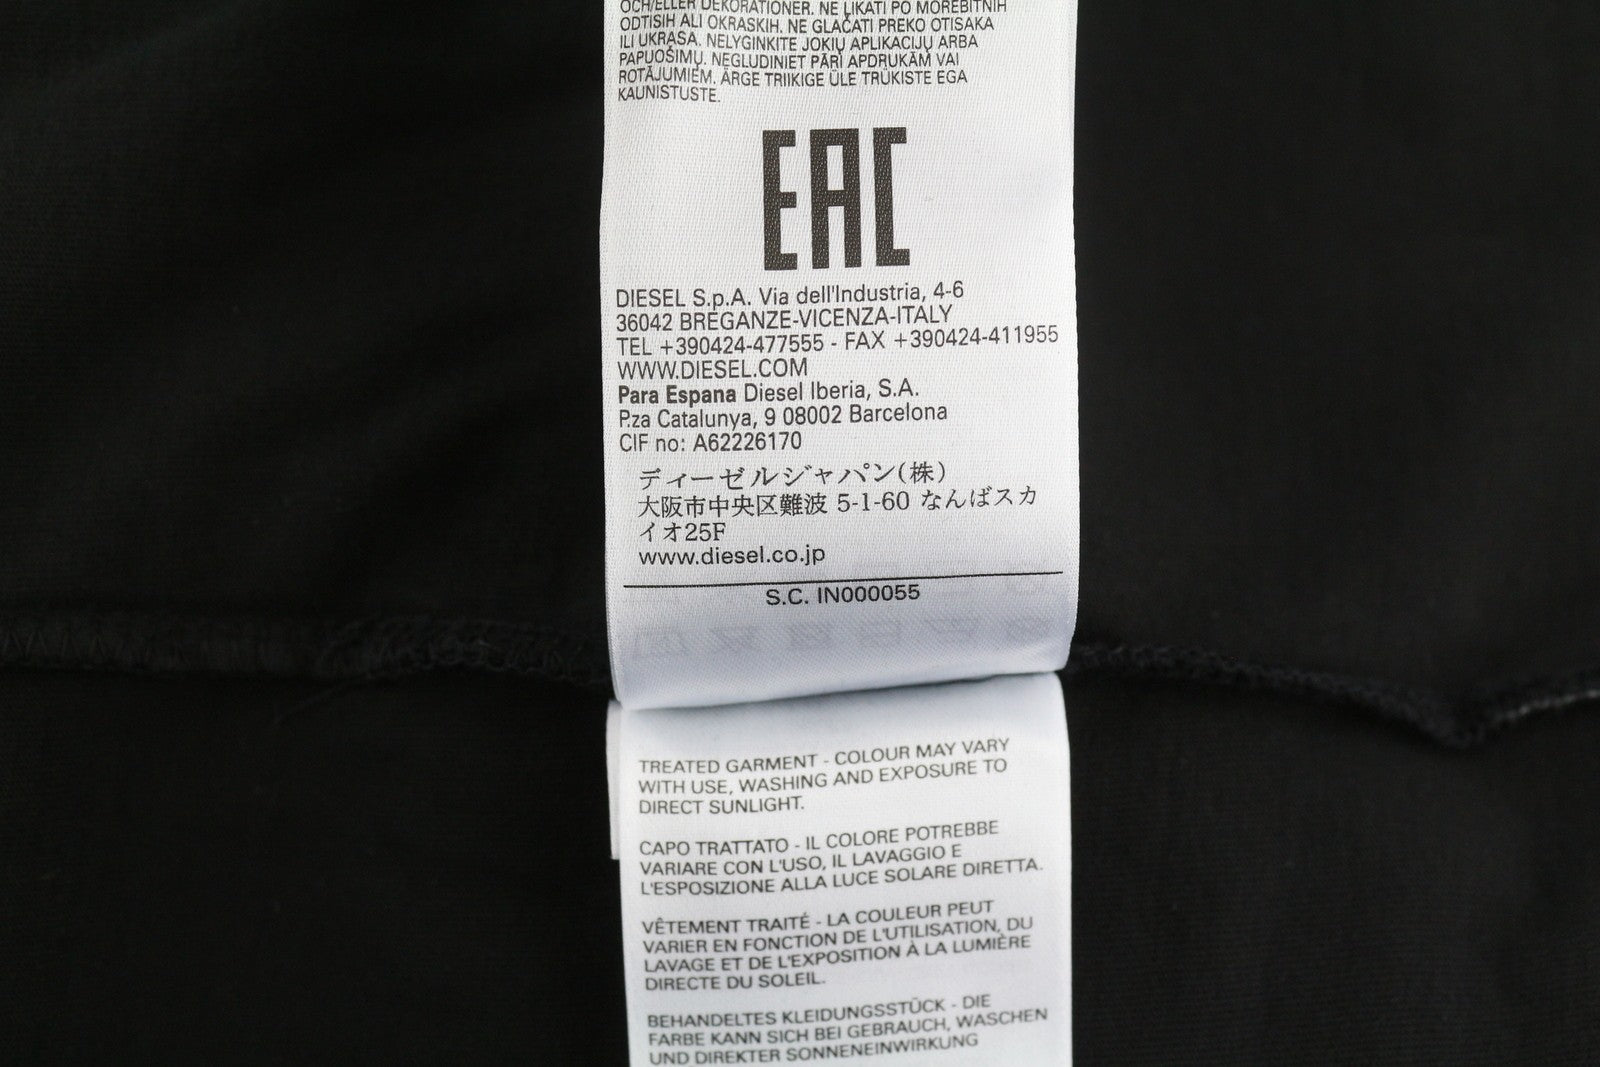 OCH/ELLER DEKORATIONER. NE LIKATI PO MOREBITNIH
ODTISIH ALI OKRASKIH. NE GLAČATI PREKO OTISAKA
ILI UKRASA. NELYGINKITE JOKIŲ APLIKACIJŲ ARBA
PAPUOŠIMŲ. NEGLUDINIET PĀRI APDRUKĀM VAI
ROTĀJUMIEM. ÄRGE TRIIKIGE ÜLE TRÜKISTE EGA
KAUNISTUSTE.
EAC
DIESEL S.p.A. Via dell'Industria, 4-6
36042 BREGANZE-VICENZA-ITALY
TEL +390424-477555 - FAX +390424-411955
WWW.DIESEL.COM
Para Espana Diesel Iberia, S.A.
P.za Catalunya, 9 08002 Barcelona
CIF no: A62226170
ディーゼルジャパン(株)
大阪市中央区難波 5-1-60 なんばスカ
イオ25F
www.diesel.co.jp
S.C. IN000055
TREATED GARMENT - COLOUR MAY VARY
WITH USE, WASHING AND EXPOSURE TO
DIRECT SUNLIGHT.
CAPO TRATTATO - IL COLORE POTREBBE
VARIARE CON L'USO, IL LAVAGGIO E
L'ESPOSIZIONE ALLA LUCE SOLARE DIRETTA.
VÊTEMENT TRAITÉ - LA COULEUR PEUT
VARIER EN FONCTION DE L'UTILISATION, DU
LAVAGE ET DE L'EXPOSITION À LA LUMIÈRE
DIRECTE DU SOLEIL.
BEHANDELTES KLEIDUNGSSTÜCK - DIE
FARBE KANN SICH BEI GEBRAUCH, WASCHEN
UND DIREKTER SONNENEINWIRKUNG